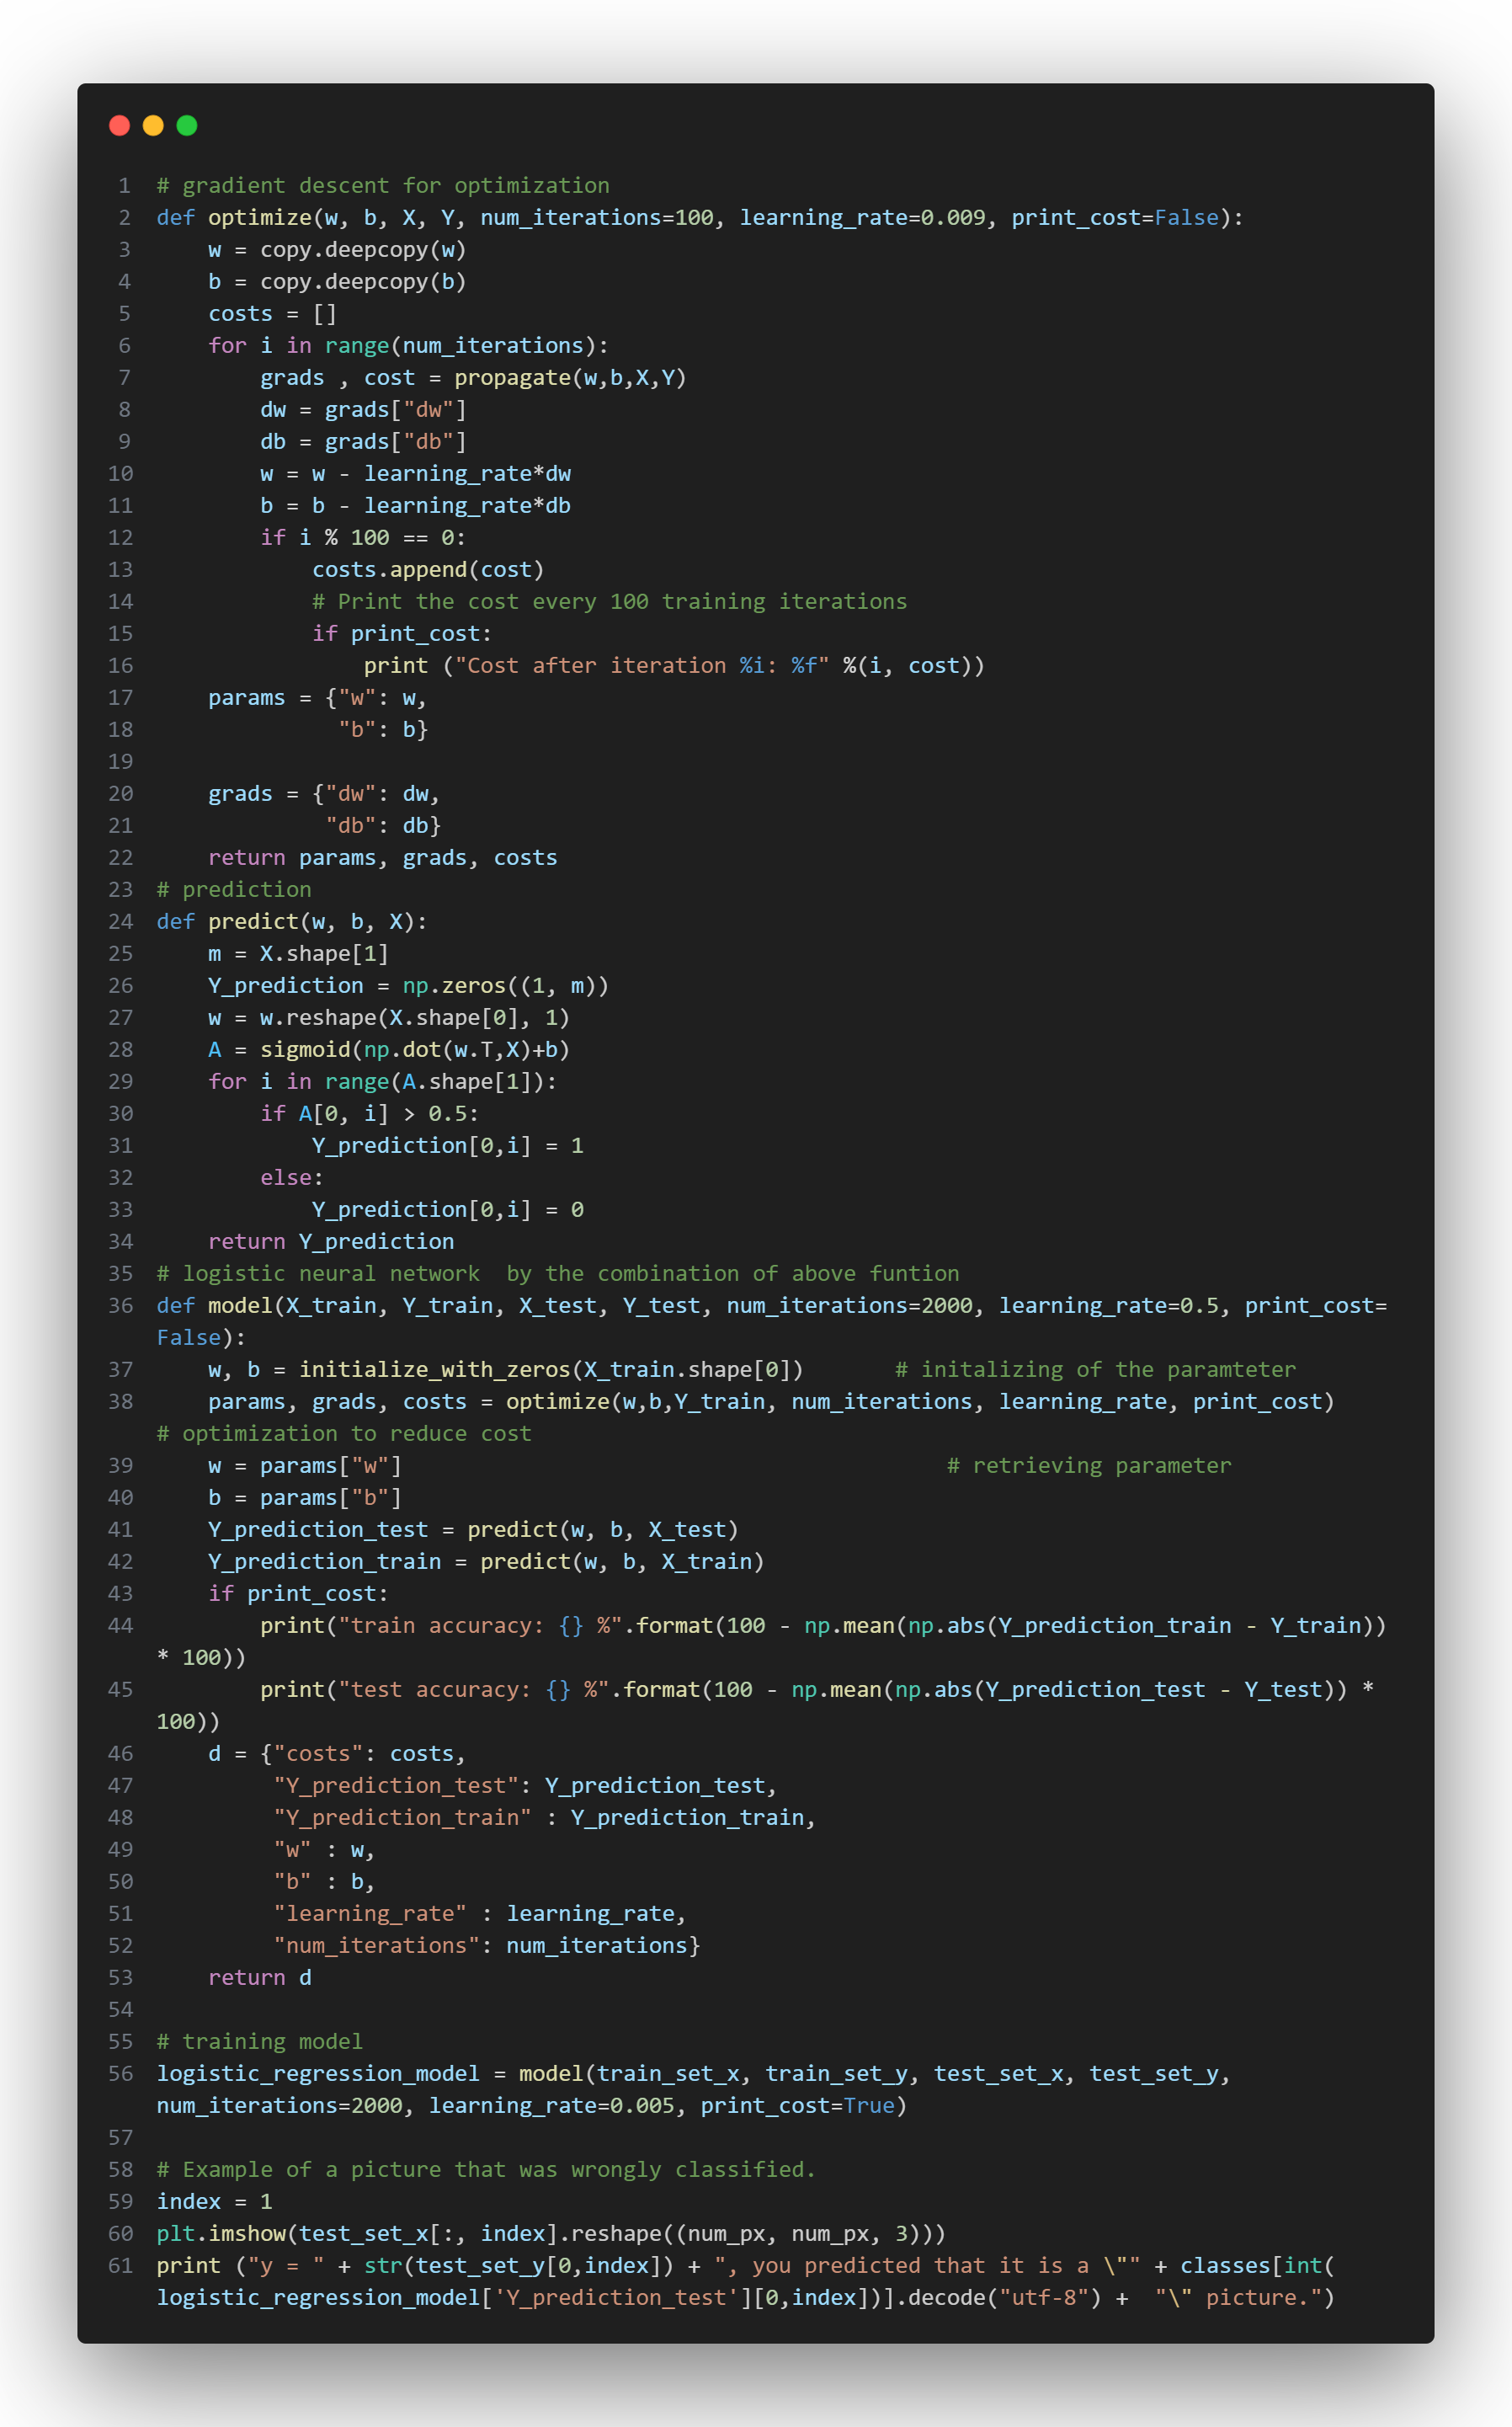 1 # gradient descent for optimization
2 def optimize(w, b, X, Y, num_iterations=100, learning_rate=0.009, print_cost=False):
3     w = copy.deepcopy(w)
4     b = copy.deepcopy(b)
5     costs = []
6     for i in range(num_iterations):
7         grads , cost = propagate(w,b,X,Y)
8         dw = grads["dw"]
9         db = grads["db"]
10         w = w - learning_rate*dw
11         b = b - learning_rate*db
12         if i % 100 == 0:
13             costs.append(cost)
14             # Print the cost every 100 training iterations
15             if print_cost:
16                 print ("Cost after iteration %i: %f" %(i, cost))
17     params = {"w": w,
18               "b": b}
19
20     grads = {"dw": dw,
21              "db": db}
22     return params, grads, costs
23 # prediction
24 def predict(w, b, X):
25     m = X.shape[1]
26     Y_prediction = np.zeros((1, m))
27     w = w.reshape(X.shape[0], 1)
28     A = sigmoid(np.dot(w.T,X)+b)
29     for i in range(A.shape[1]):
30         if A[0, i] > 0.5:
31             Y_prediction[0,i] = 1
32         else:
33             Y_prediction[0,i] = 0
34     return Y_prediction
35 # logistic neural network  by the combination of above funtion
36 def model(X_train, Y_train, X_test, Y_test, num_iterations=2000, learning_rate=0.5, print_cost=
False):
37     w, b = initialize_with_zeros(X_train.shape[0])       # initalizing of the paramteter
38     params, grads, costs = optimize(w,b,Y_train, num_iterations, learning_rate, print_cost)
# optimization to reduce cost
39     w = params["w"]                                          # retrieving parameter
40     b = params["b"]
41     Y_prediction_test = predict(w, b, X_test)
42     Y_prediction_train = predict(w, b, X_train)
43     if print_cost:
44         print("train accuracy: {} %".format(100 - np.mean(np.abs(Y_prediction_train - Y_train))
* 100))
45         print("test accuracy: {} %".format(100 - np.mean(np.abs(Y_prediction_test - Y_test)) *
100))
46     d = {"costs": costs,
47          "Y_prediction_test": Y_prediction_test,
48          "Y_prediction_train" : Y_prediction_train,
49          "w" : w,
50          "b" : b,
51          "learning_rate" : learning_rate,
52          "num_iterations": num_iterations}
53     return d
54
55 # training model
56 logistic_regression_model = model(train_set_x, train_set_y, test_set_x, test_set_y,
num_iterations=2000, learning_rate=0.005, print_cost=True)
57
58 # Example of a picture that was wrongly classified.
59 index = 1
60 plt.imshow(test_set_x[:, index].reshape((num_px, num_px, 3)))
61 print ("y = " + str(test_set_y[0,index]) + ", you predicted that it is a \"" + classes[int(
logistic_regression_model['Y_prediction_test'][0,index])].decode("utf-8") +  "\" picture.")